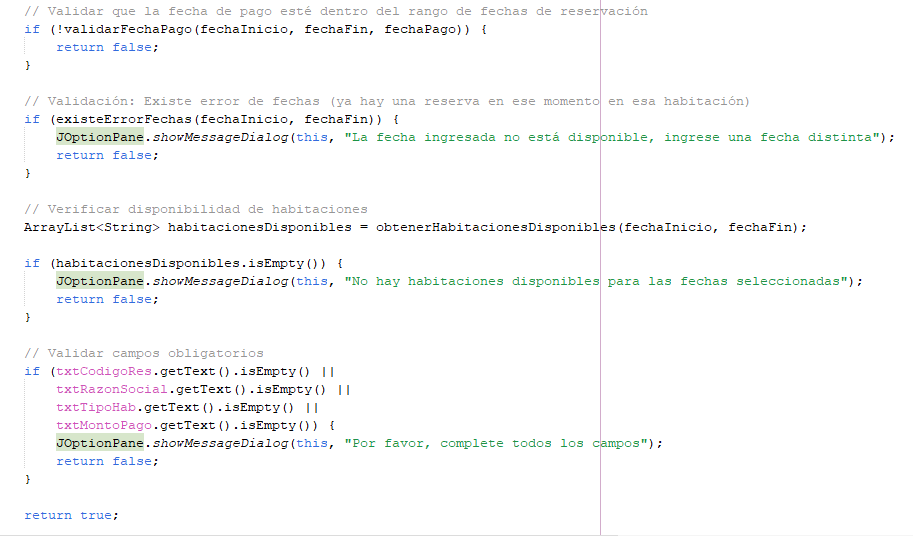 // Validar que la fecha de pago esté dentro del rango de fechas de reservación
if (!validarFechaPago(fechaInicio, fechaFin, fechaPago)) {
return false;
}
// Validación: Existe error de fechas (ya hay una reserva en ese momento en esa habitación)
if (existeErrorFechas(fechaInicio, fechaFin)) {
JOptionPane.showMessageDialog(this, "La fecha ingresada no está disponible, ingrese una fecha distinta");
return false;
}
// Verificar disponibilidad de habitaciones
ArrayList<String> habitacionesDisponibles = obtenerHabitacionesDisponibles(fechaInicio, fechaFin);
if (habitacionesDisponibles.isEmpty()) {
JOptionPane.showMessageDialog(this, "No hay habitaciones disponibles para las fechas seleccionadas");
return false;
}
// Validar campos obligatorios
if (txtCodigoRes.getText().isEmpty() ||
txtRazonSocial.getText().isEmpty() ||
txtTipoHab.getText().isEmpty() ||
txtMontoPago.getText().isEmpty()) {
JOptionPane.showMessageDialog(this, "Por favor, complete todos los campos");
return false;
}
return true;